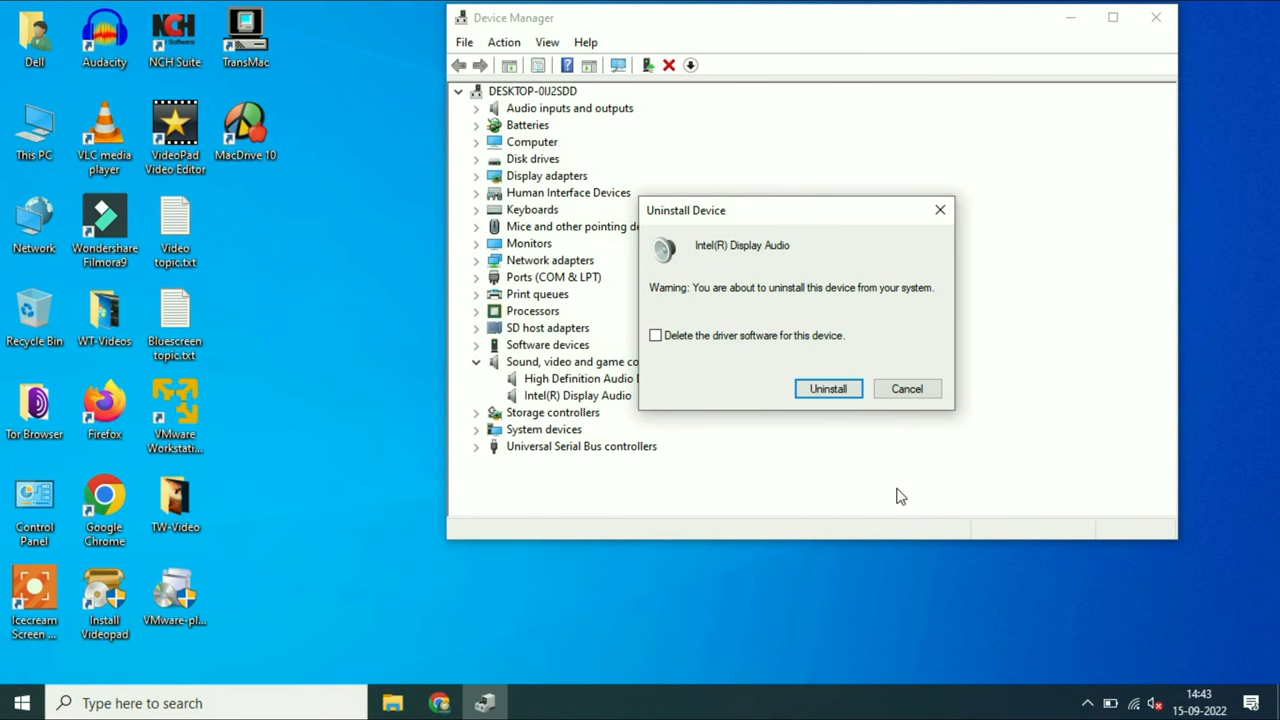 Dell
Audacity
NCH Suite
TransMac
This PC
VLC media
player
VideoPad
Video Editor
MacDrive 10
Network
Wondershare
Filmora9
Video
topic.txt
Recycle Bin
WT-Videos
Bluescreen
topic.txt
Tor Browser
Firefox
VMware
Workstati...
Control
Panel
Google
Chrome
TW-Video
Icecream
Screen ...
Install
Videopad
VMware-pl...
Device Manager
File Action View Help
DESKTOP-0IJ2SDD
Audio inputs and outputs
Batteries
Computer
Disk drives
Display adapters
Human Interface Devices
Keyboards
Mice and other pointing de
Monitors
Network adapters
Ports (COM & LPT)
Print queues
Processors
SD host adapters
Software devices
Sound, video and game co
High Definition Audio D
Intel(R) Display Audio
Storage controllers
System devices
Universal Serial Bus controllers
Uninstall Device
Intel(R) Display Audio
Warning: You are about to uninstall this device from your system.
Delete the driver software for this device.
Uninstall Cancel
Type here to search
14:43
15-09-2022